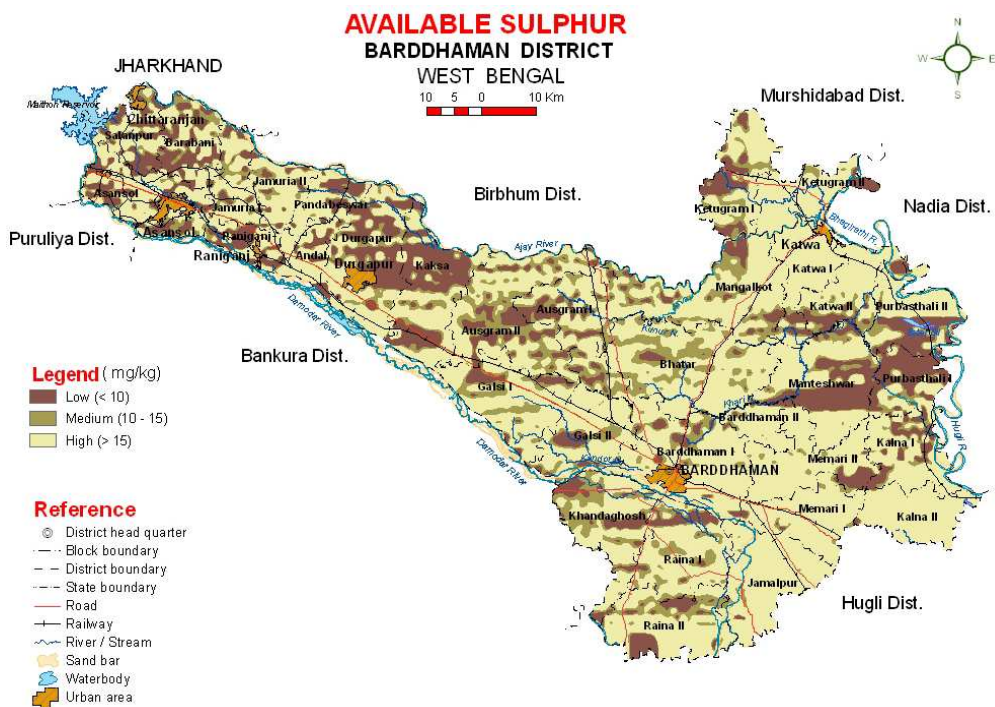 AVAILABLE SULPHUR
BARDDHAMAN DISTRICT
WEST BENGAL
10 5 0 10 Km
N
W E
S
JHARKHAND
Maithon Reservoir
Murshidabad Dist.
Birbhum Dist.
Nadia Dist.
Puruliya Dist.
Bankura Dist.
Hugli Dist.
Chittaranjan
Salanpur
Barabani
Jamuria II
Asansol
Jamuria I
Pandabeswar
Asansol
Raniganj
Durgapur
Raniganj
Andal
Durgapur
Kaksa
Ajay River
Damodar River
Ketugram II
Ketugram I
Bhagirathi R.
Katwa
Katwa I
Mangalkot
Katwa II
Purbasthali II
Ausgram I
Kunur R.
Ausgram II
Bhatar
Purbasthali I
Manteshwar
Galsi I
Khari R.
Barddhaman II
Hugli R.
Galsi II
Kalna I
Barddhaman I
Memari II
Damodar River
BARDDHAMAN
Memari I
Kalna II
Khandaghosh
Raina I
Jamalpur
Raina II
Legend ( mg/kg)
Low (< 10)
Medium (10 - 15)
High (> 15)
Reference
District head quarter
Block boundary
District boundary
State boundary
Road
Railway
River / Stream
Sand bar
Waterbody
Urban area